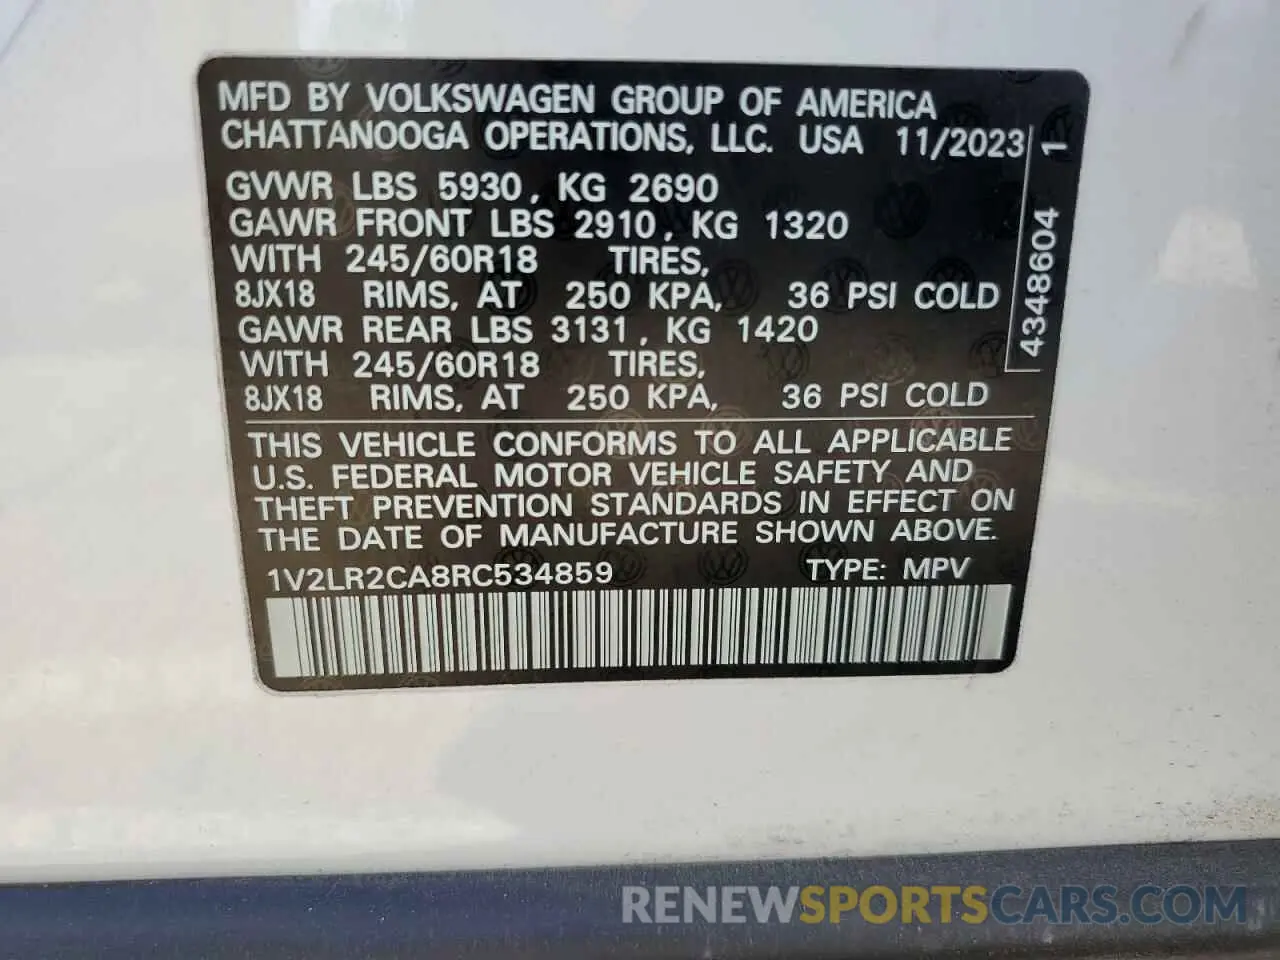 MFD BY VOLKSWAGEN GROUP OF AMERICA
CHATTANOOGA OPERATIONS, LLC. USA 11/2023
GVWR LBS 5930, KG 2690
GAWR FRONT LBS 2910, KG 1320
WITH 245/60R18 TIRES,
8JX18 RIMS, AT 250 KPA, 36 PSI COLD
GAWR REAR LBS 3131, KG 1420
WITH 245/60R18 TIRES,
8JX18 RIMS, AT 250 KPA, 36 PSI COLD
4348604 1
THIS VEHICLE CONFORMS TO ALL APPLICABLE
U.S. FEDERAL MOTOR VEHICLE SAFETY AND
THEFT PREVENTION STANDARDS IN EFFECT ON
THE DATE OF MANUFACTURE SHOWN ABOVE.
1V2LR2CA8RC534859 TYPE: MPV
RENEWSPORTSCARS.COM